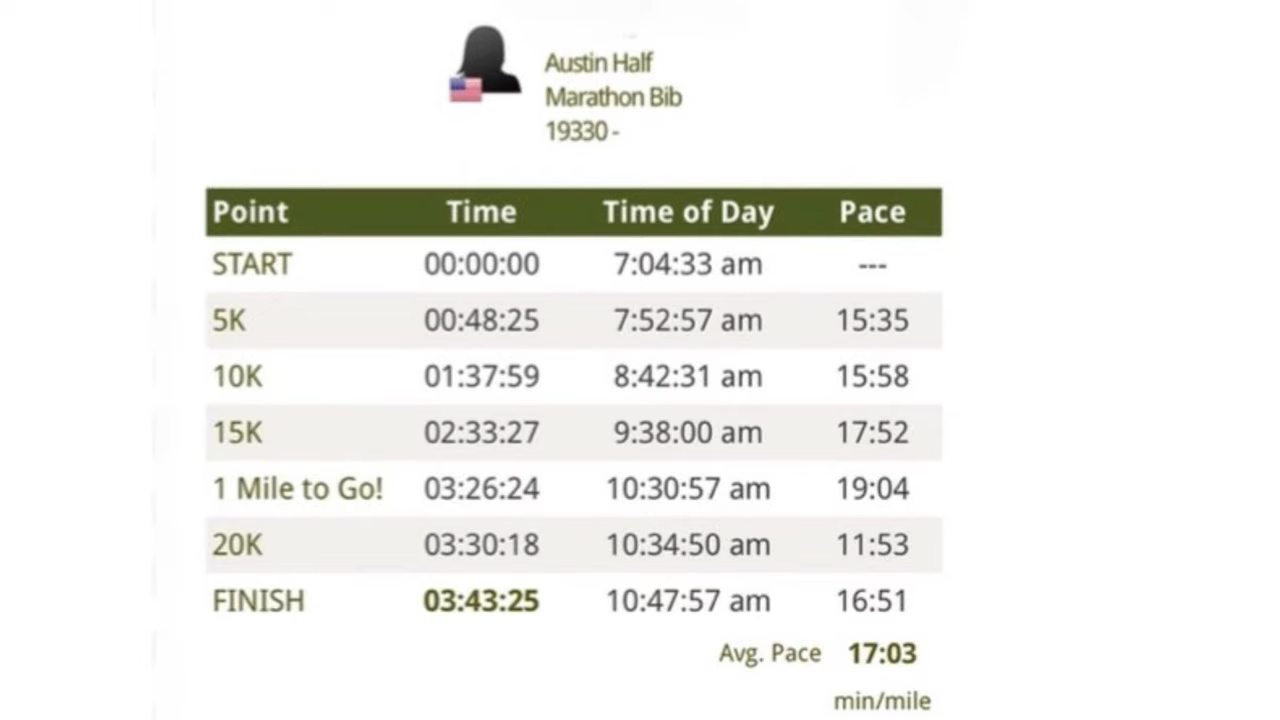 Austin Half
Marathon Bib
19330 -
Point Time Time of Day Pace
START 00:00:00 7:04:33 am ---
5K 00:48:25 7:52:57 am 15:35
10K 01:37:59 8:42:31 am 15:58
15K 02:33:27 9:38:00 am 17:52
1 Mile to Go! 03:26:24 10:30:57 am 19:04
20K 03:30:18 10:34:50 am 11:53
FINISH 03:43:25 10:47:57 am 16:51
Avg. Pace 17:03
min/mile